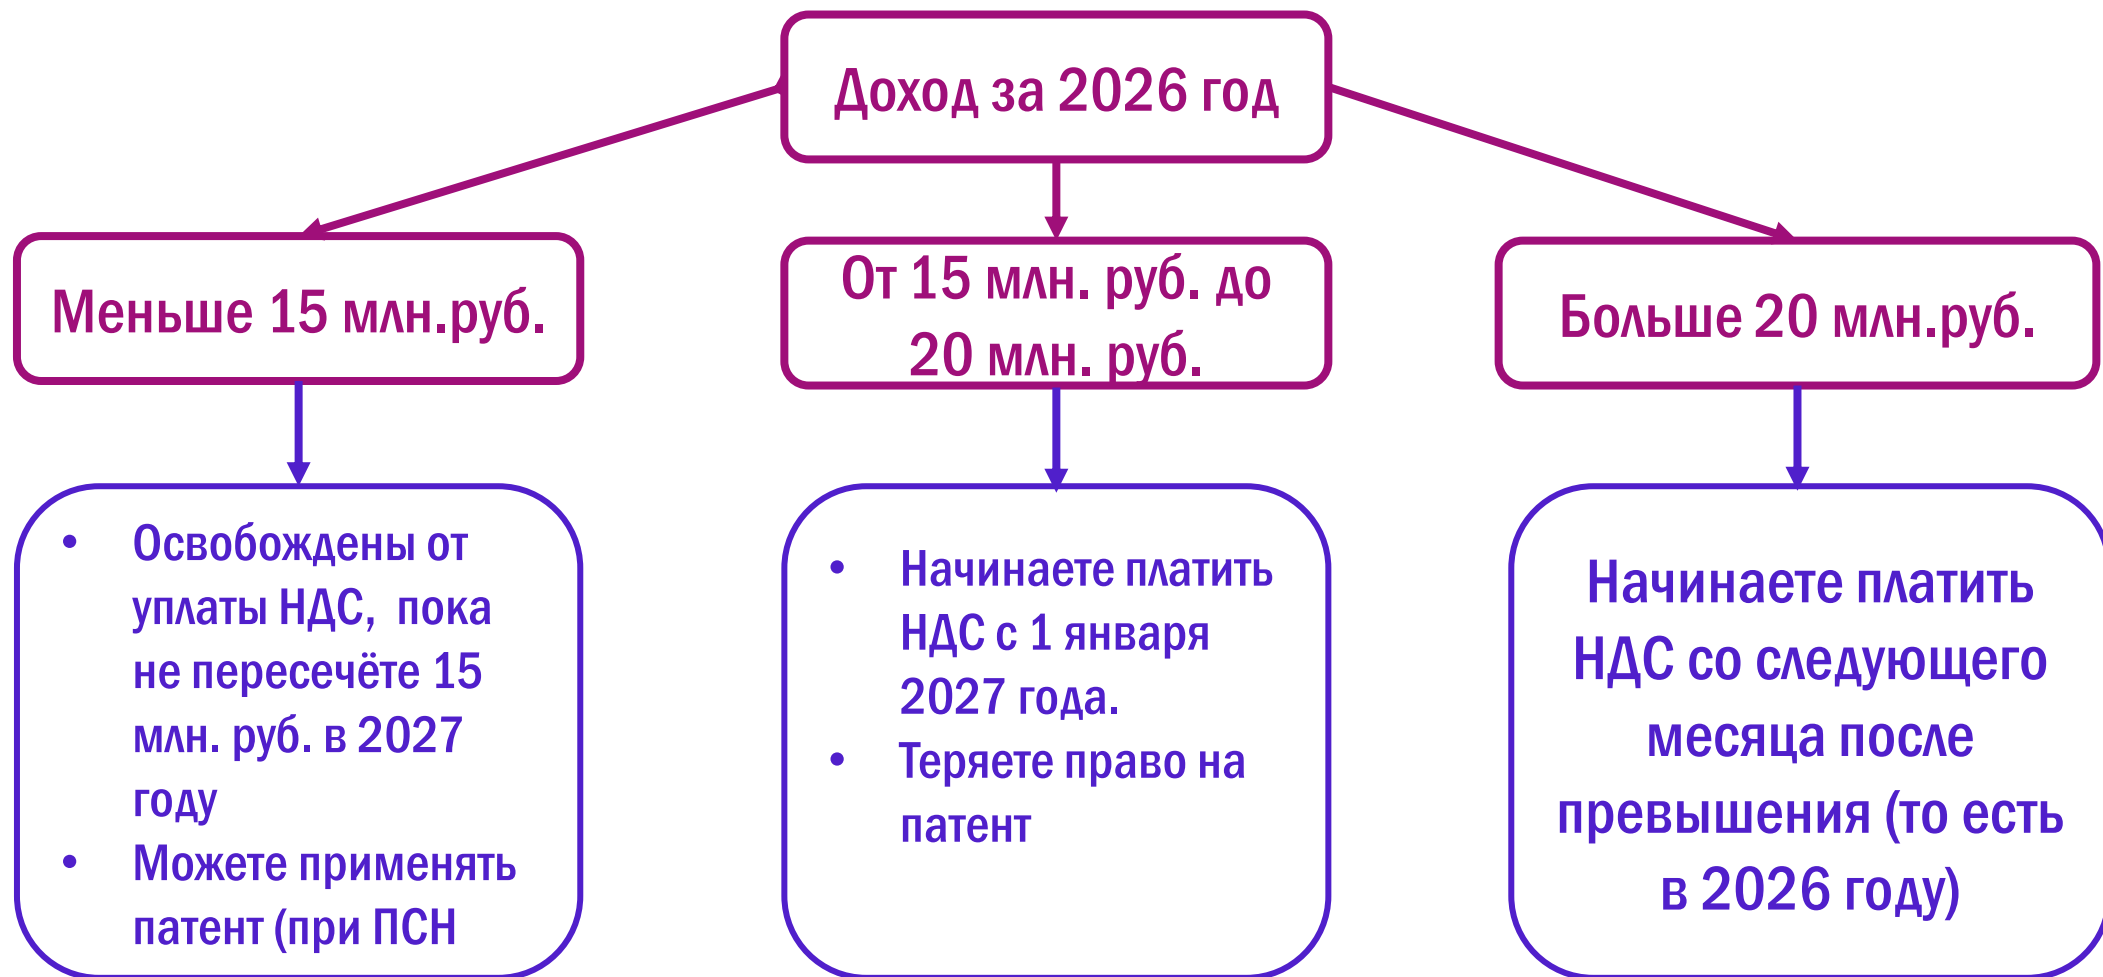 Доход за 2026 год
Меньше 15 млн.руб.
От 15 млн. руб. до
20 млн. руб.
Больше 20 млн.руб.
• Освобождены от
уплаты НДС, пока
не пересечёте 15
млн. руб. в 2027
году
• Можете применять
патент (при ПСН
• Начинаете платить
НДС с 1 января
2027 года.
• Теряете право на
патент
Начинаете платить
НДС со следующего
месяца после
превышения (то есть
в 2026 году)